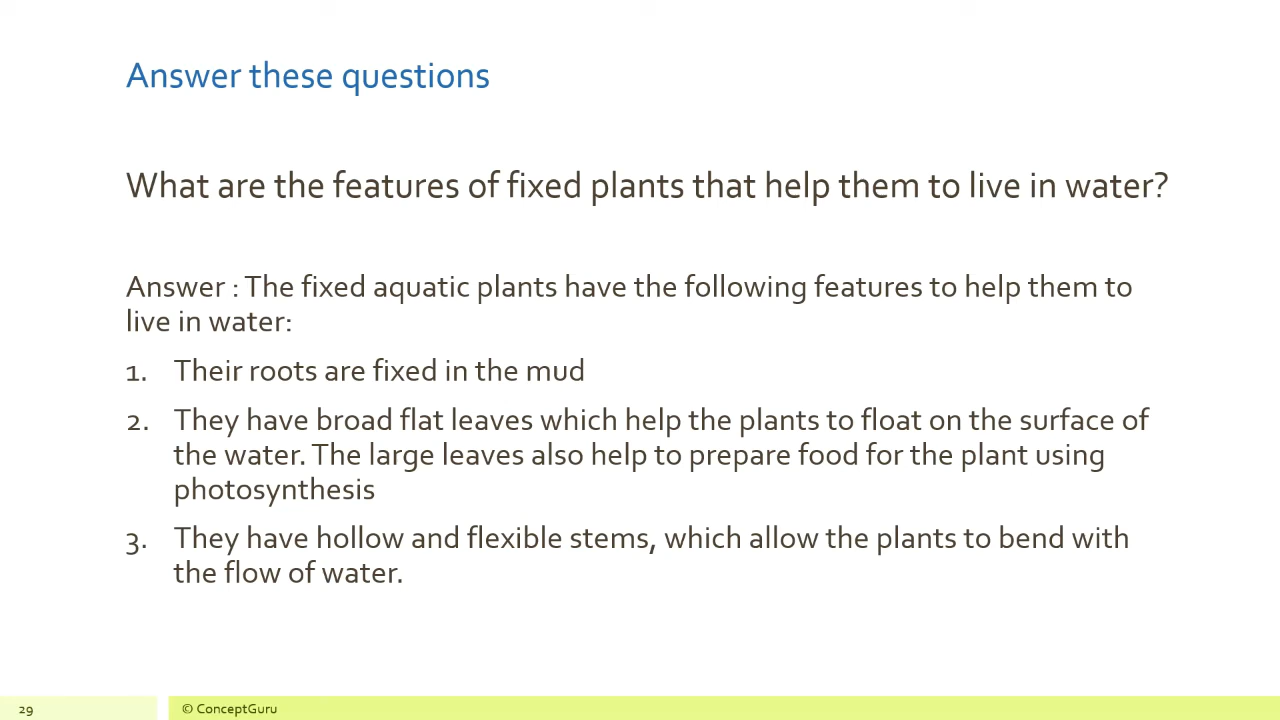 Answer these questions
What are the features of fixed plants that help them to live in water?
Answer : The fixed aquatic plants have the following features to help them to
live in water:
1. Their roots are fixed in the mud
2. They have broad flat leaves which help the plants to float on the surface of
the water. The large leaves also help to prepare food for the plant using
photosynthesis
3. They have hollow and flexible stems, which allow the plants to bend with
the flow of water.
29
© ConceptGuru